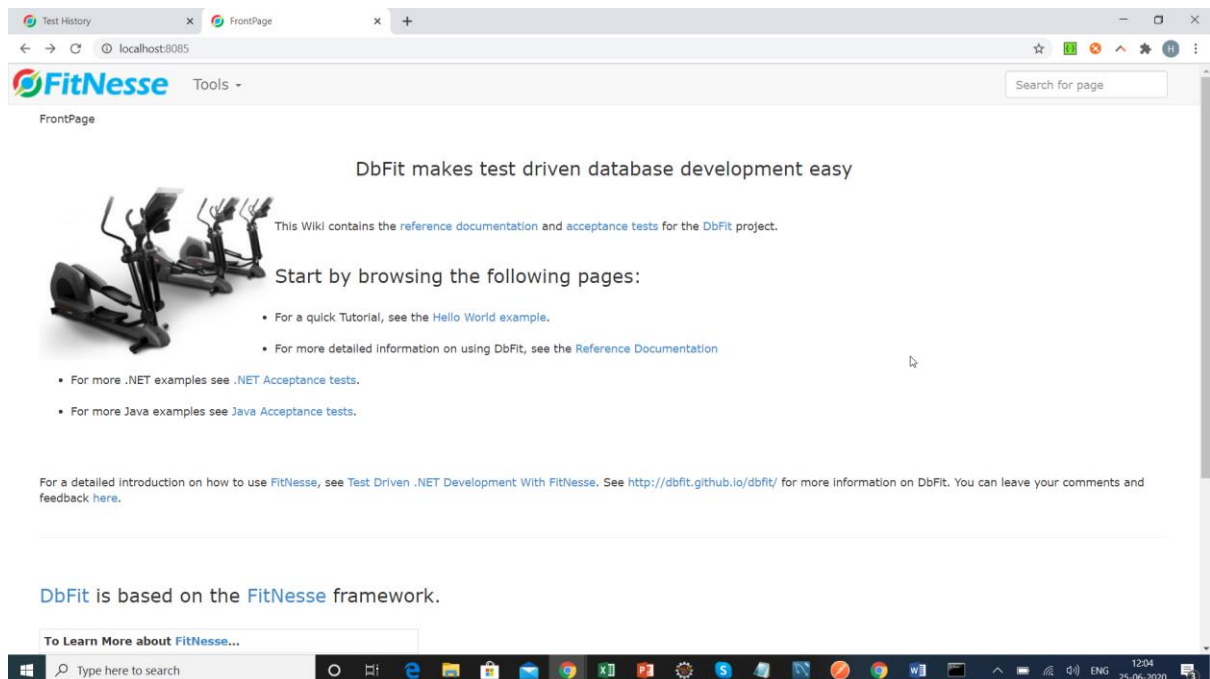 Test History
FrontPage
localhost:8085
H
FitNesse
Tools
Search for page
FrontPage
DbFit makes test driven database development easy
This Wiki contains the reference documentation and acceptance tests for the DbFit project.
Start by browsing the following pages:
• For a quick Tutorial, see the Hello World example.
• For more detailed information on using DbFit, see the Reference Documentation
• For more .NET examples see .NET Acceptance tests.
• For more Java examples see Java Acceptance tests.
For a detailed introduction on how to use FitNesse, see Test Driven .NET Development With FitNesse. See http://dbfit.github.io/dbfit/ for more information on DbFit. You can leave your comments and
feedback here.
DbFit is based on the FitNesse framework.
To Learn More about FitNesse...
Type here to search
ENG
12:04
25-06-2020